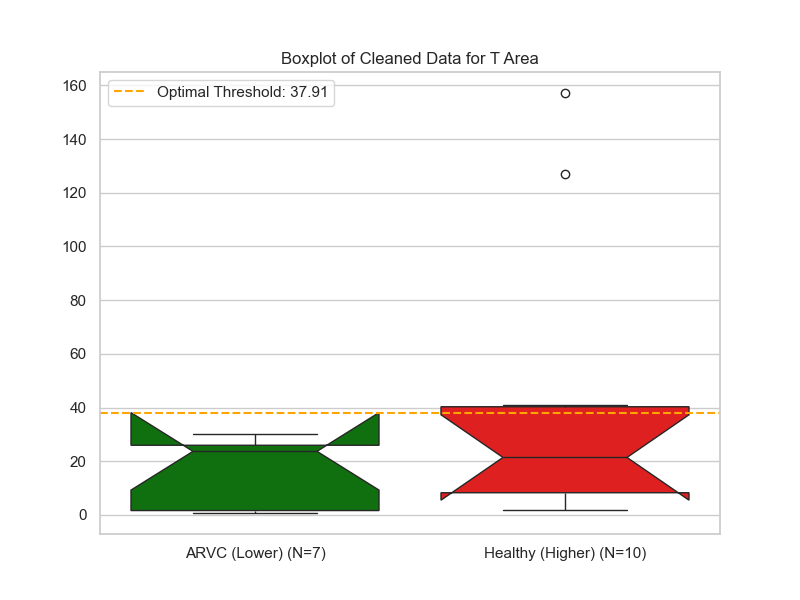 Boxplot of Cleaned Data for T Area
Optimal Threshold: 37.91
160
140
120
100
80
60
40
20
0
ARVC (Lower) (N=7)
Healthy (Higher) (N=10)